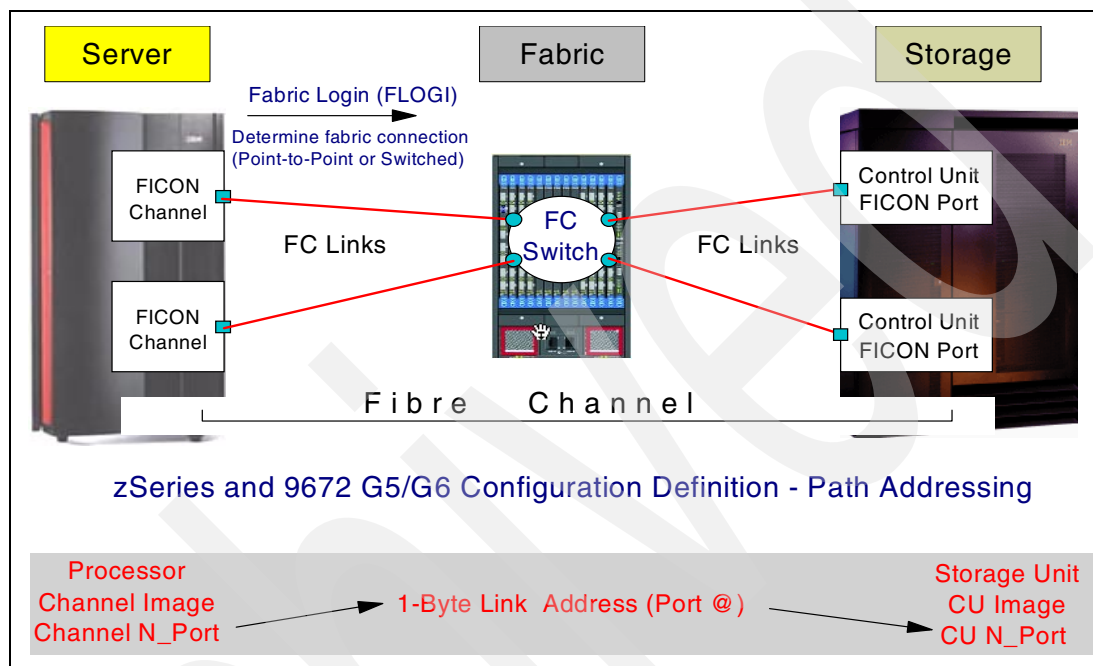 Server
Fabric
Storage
Fabric Login (FLOGI)
Determine fabric connection
(Point-to-Point or Switched)
FICON
Channel
FC Links
FC
Switch
FC Links
Control Unit
FICON Port
FICON
Channel
Control Unit
FICON Port
Fibre Channel
zSeries and 9672 G5/G6 Configuration Definition - Path Addressing
Processor
Channel Image
Channel N_Port
1-Byte Link Address (Port @)
Storage Unit
CU Image
CU N_Port